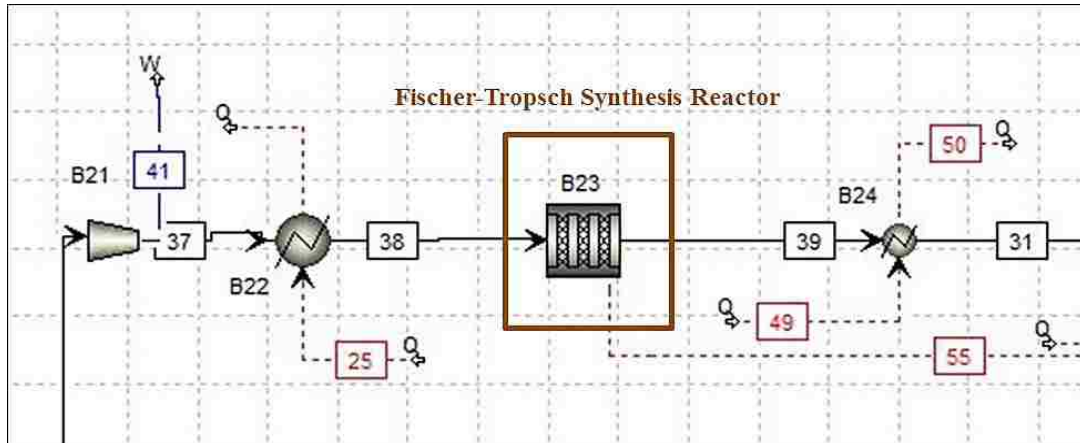 W
Q
Fischer-Tropsch Synthesis Reactor
Q
50
41
B21
B23
B24
37
38
39
31
B22
Q
49
Q
25
Q
55